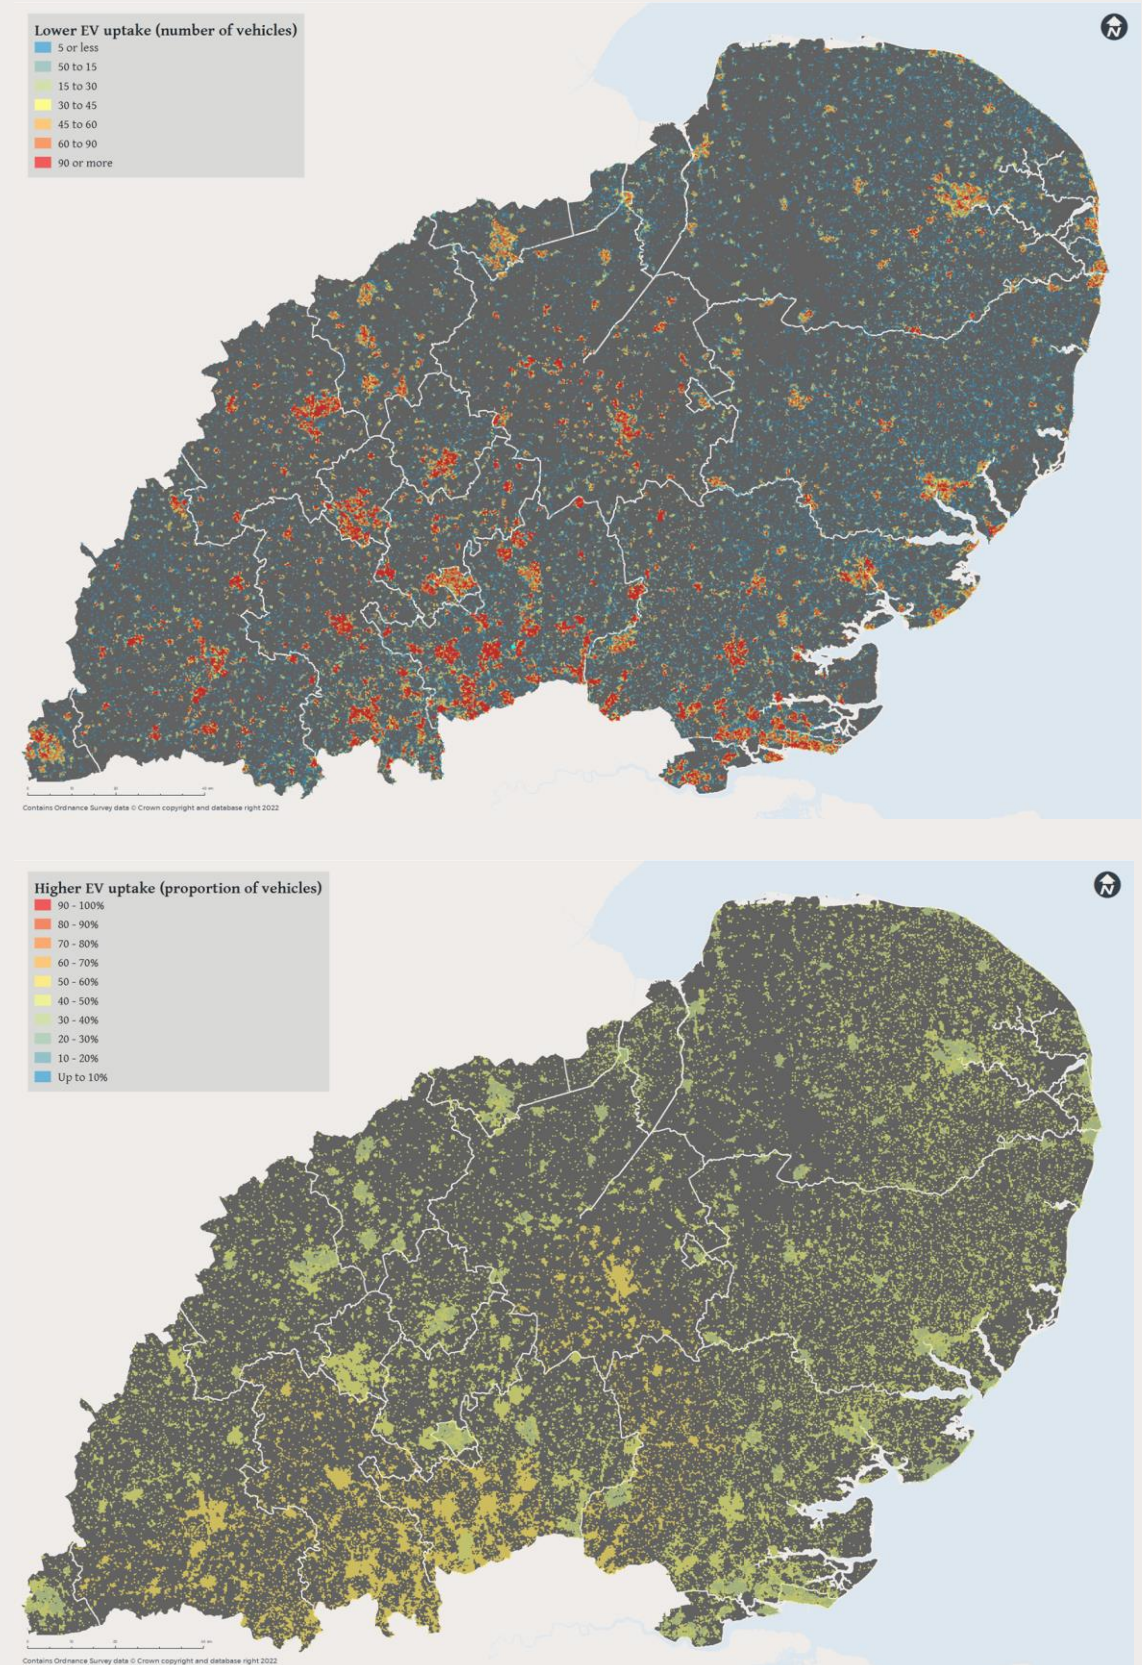 Lower EV uptake (number of vehicles)
5 or less
50 to 15
15 to 30
30 to 45
45 to 60
60 to 90
90 or more
N
Contains Ordnance Survey data © Crown copyright and database right 2022
Higher EV uptake (proportion of vehicles)
90 - 100%
80 - 90%
70 - 80%
60 - 70%
50 - 60%
40 - 50%
30 - 40%
20 - 30%
10 - 20%
Up to 10%
N
Contains Ordnance Survey data © Crown copyright and database right 2022